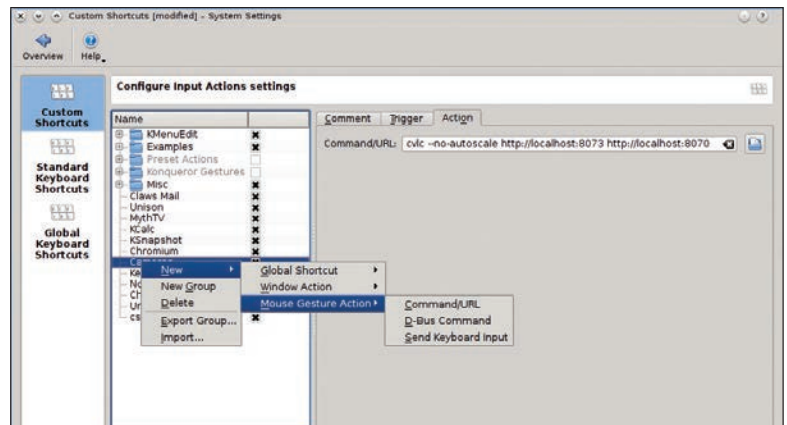 Custom Shortcuts [modified] - System Settings
Overview
Help
Configure Input Actions settings
Custom Shortcuts
Standard Keyboard Shortcuts
Global Keyboard Shortcuts
Name
KMenuEdit
Examples
Preset Actions
Konqueror Gestures
Misc
Claws Mail
Unison
MythTV
KCalc
KSnapshot
Chromium
New
New Group
Delete
Export Group...
Import...
Global Shortcut
Window Action
Mouse Gesture Action
Command/URL
D-Bus Command
Send Keyboard Input
Comment
Trigger
Action
Command/URL:
cvlc --no-autoscale http://localhost:8073 http://localhost:8070